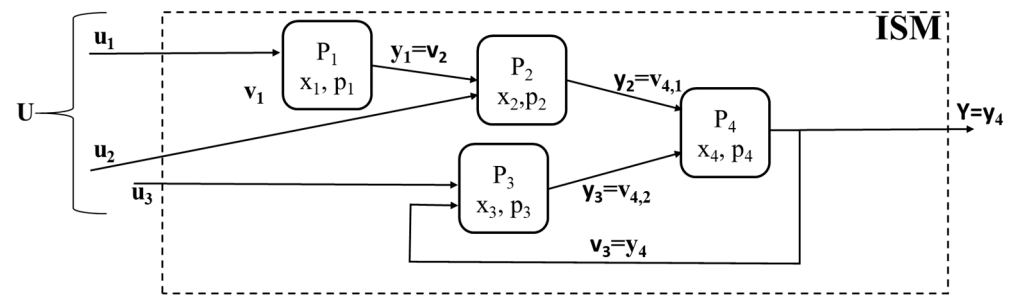 ISM
u₁
P₁
x₁, p₁
y₁=v₂
v₁
P₂
x₂,p₂
y₂=v₄,₁
U
P₄
x₄, p₄
Y=y₄
u₂
u₃
P₃
x₃, p₃
y₃=v₄,₂
v₃=y₄